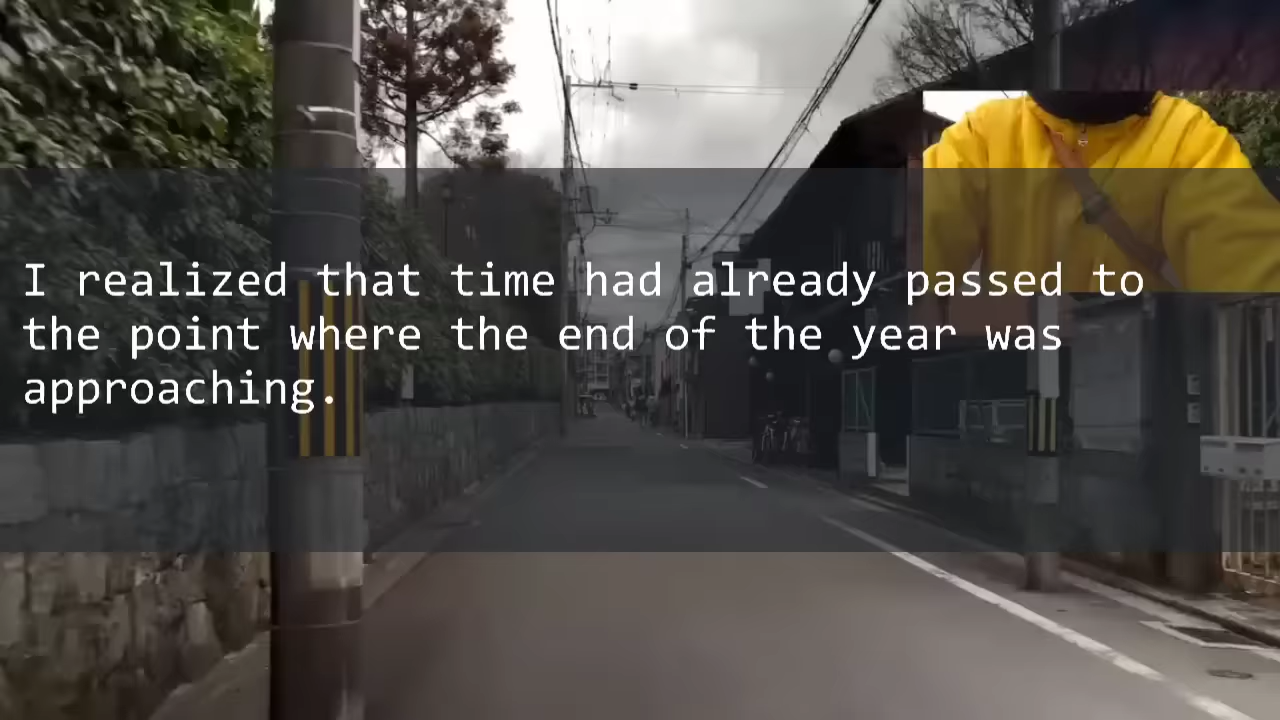 I realized that time had already passed to
the point where the end of the year was
approaching.